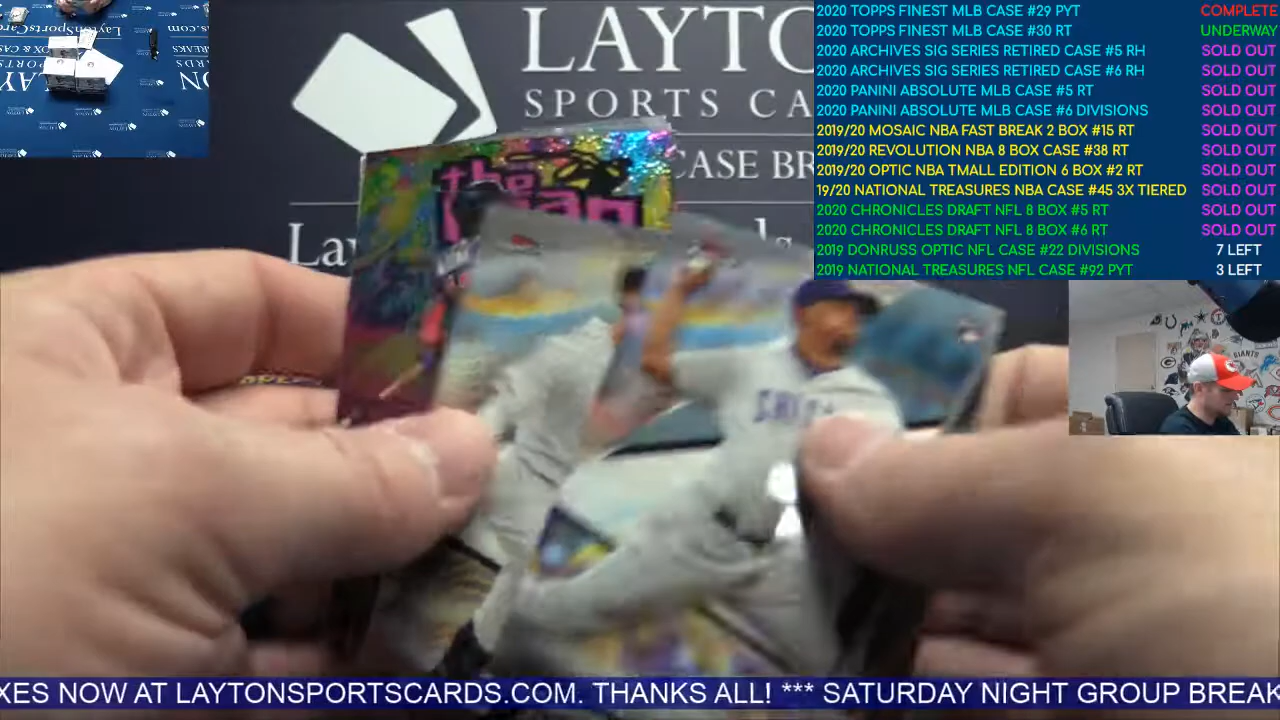 LAYTO
SPORTS CA
CASE BR
Lay
the
2020 TOPPS FINEST MLB CASE #29 PYT COMPLETE
2020 TOPPS FINEST MLB CASE #30 RT UNDERWAY
2020 ARCHIVES SIG SERIES RETIRED CASE #5 RH SOLD OUT
2020 ARCHIVES SIG SERIES RETIRED CASE #6 RH SOLD OUT
2020 PANINI ABSOLUTE MLB CASE #5 RT SOLD OUT
2020 PANINI ABSOLUTE MLB CASE #6 DIVISIONS SOLD OUT
2019/20 MOSAIC NBA FAST BREAK 2 BOX #15 RT SOLD OUT
2019/20 REVOLUTION NBA 8 BOX CASE #38 RT SOLD OUT
2019/20 OPTIC NBA TMALL EDITION 6 BOX #2 RT SOLD OUT
19/20 NATIONAL TREASURES NBA CASE #45 3X TIERED SOLD OUT
2020 CHRONICLES DRAFT NFL 8 BOX #5 RT SOLD OUT
2020 CHRONICLES DRAFT NFL 8 BOX #6 RT SOLD OUT
2019 DONRUSS OPTIC NFL CASE #22 DIVISIONS 7 LEFT
2019 NATIONAL TREASURES NFL CASE #92 PYT 3 LEFT
GIANTS
XES NOW AT LAYTONSPORTSCARDS.COM. THANKS ALL! *** SATURDAY NIGHT GROUP BREAK